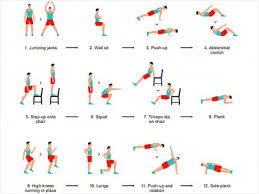 1. Jumping jacks
2. Wall sit
3. Push-up
4. Abdominal
crunch
5. Step-up onto
chair
6. Squat
7. Triceps dip
on chair
8. Plank
9. High knees
running in place
10. Lunge
11. Push-up and
rotation
12. Side plank